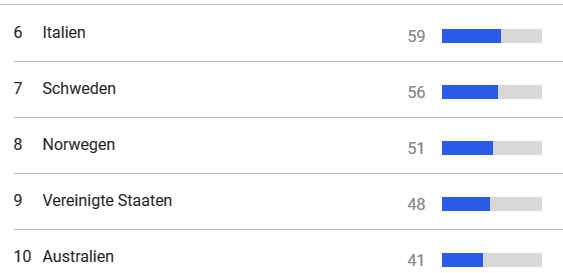 6 Italien 59
7 Schweden 56
8 Norwegen 51
9 Vereinigte Staaten 48
10 Australien 41